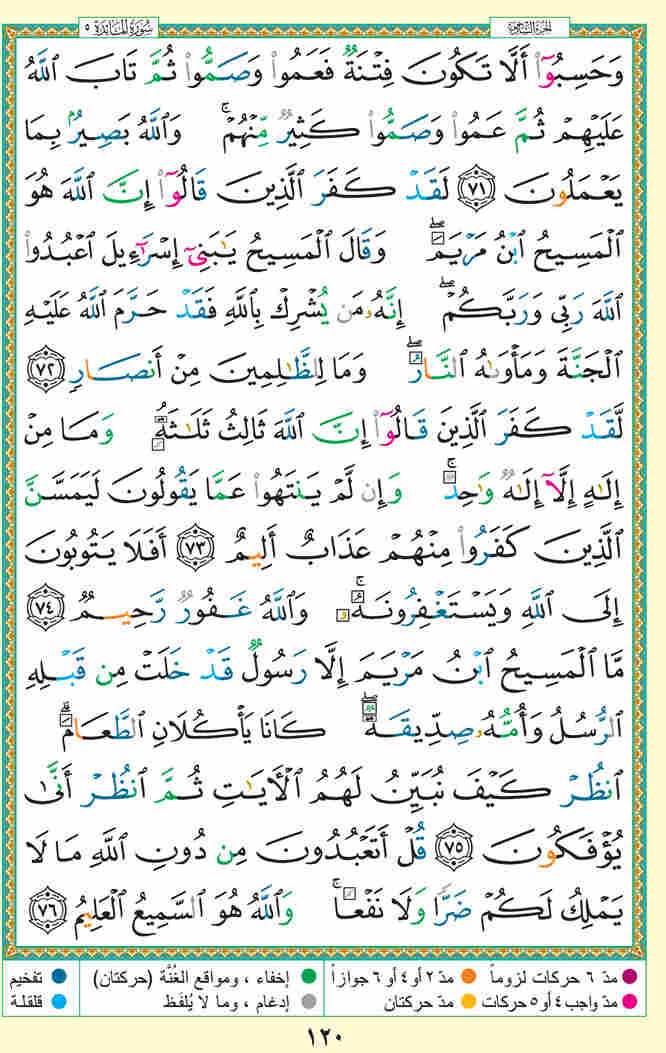 الجزء السادس
سُورَةُ المَائِدَة ٥
وَحَسِبُوٓا۟ أَلَّا تَكُونَ فِتْنَةٌ فَعَمُوا۟ وَصَمُّوا۟ ثُمَّ تَابَ ٱللَّهُ
عَلَيْهِمْ ثُمَّ عَمُوا۟ وَصَمُّوا۟ كَثِيرٌ مِّنْهُمْ ۚ وَٱللَّهُ بَصِيرٌۢ بِمَا
يَعْمَلُونَ ٧١ لَقَدْ كَفَرَ ٱلَّذِينَ قَالُوٓا۟ إِنَّ ٱللَّهَ هُوَ
ٱلْمَسِيحُ ٱبْنُ مَرْيَمَ ۖ وَقَالَ ٱلْمَسِيحُ يَـٰبَنِىٓ إِسْرَٰٓءِيلَ ٱعْبُدُوا۟
ٱللَّهَ رَبِّى وَرَبَّكُمْ ۖ إِنَّهُۥ مَن يُشْرِكْ بِٱللَّهِ فَقَدْ حَرَّمَ ٱللَّهُ عَلَيْهِ
ٱلْجَنَّةَ وَمَأْوَىٰهُ ٱلنَّارُ ۖ وَمَا لِلظَّـٰلِمِينَ مِنْ أَنصَارٍ ٧٢
لَّقَدْ كَفَرَ ٱلَّذِينَ قَالُوٓا۟ إِنَّ ٱللَّهَ ثَالِثُ ثَلَـٰثَةٍ ۘ وَمَا مِنْ
إِلَـٰهٍ إِلَّآ إِلَـٰهٌ وَٰحِدٌ ۚ وَإِن لَّمْ يَنتَهُوا۟ عَمَّا يَقُولُونَ لَيَمَسَّنَّ
ٱلَّذِينَ كَفَرُوا۟ مِنْهُمْ عَذَابٌ أَلِيمٌ ٧٣ أَفَلَا يَتُوبُونَ
إِلَى ٱللَّهِ وَيَسْتَغْفِرُونَهُۥ ۚ وَٱللَّهُ غَفُورٌ رَّحِيمٌ ٧٤
مَّا ٱلْمَسِيحُ ٱبْنُ مَرْيَمَ إِلَّا رَسُولٌ قَدْ خَلَتْ مِن قَبْلِهِ
ٱلرُّسُلُ وَأُمُّهُۥ صِدِّيقَةٌ ۖ كَانَا يَأْكُلَانِ ٱلطَّعَامَ ۗ
ٱنظُرْ كَيْفَ نُبَيِّنُ لَهُمُ ٱلْـَٔايَـٰتِ ثُمَّ ٱنظُرْ أَنَّىٰ
يُؤْفَكُونَ ٧٥ قُلْ أَتَعْبُدُونَ مِن دُونِ ٱللَّهِ مَا لَا
يَمْلِكُ لَكُمْ ضَرًّا وَلَا نَفْعًا ۚ وَٱللَّهُ هُوَ ٱلسَّمِيعُ ٱلْعَلِيمُ ٧٦
مدّ ٦ حركات لزوماً مدّ ٢ أو ٤ أو ٦ جوازاً إخفاء ، ومواقع الغُنَّة (حركتان) تفخيم
مدّ واجب ٤ أو ٥ حركات مدّ حركتان إدغام ، وما لا يُلفَظ قلقلة
١٢٠